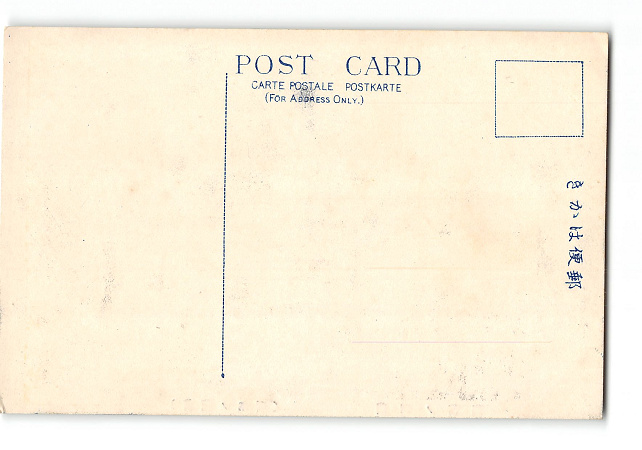 POST CARD
CARTE POSTALE POSTKARTE
(FOR ADDRESS ONLY.)
きかは便郵